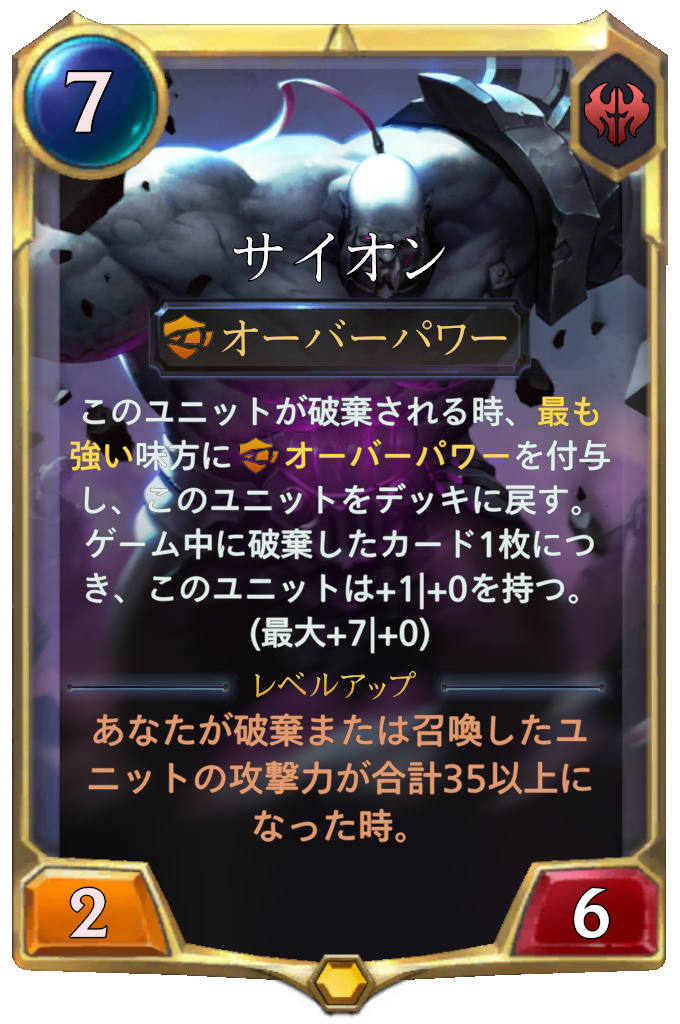 7
サイオン
オーバーパワー
このユニットが破棄される時、最も
強い味方にオーバーパワーを付与
し、このユニットをデッキに戻す。
ゲーム中に破棄したカード1枚につ
き、このユニットは+1|+0を持つ。
(最大+7|+0)
レベルアップ
あなたが破棄または召喚したユ
ニットの攻撃力が合計35以上に
なった時。
2
6